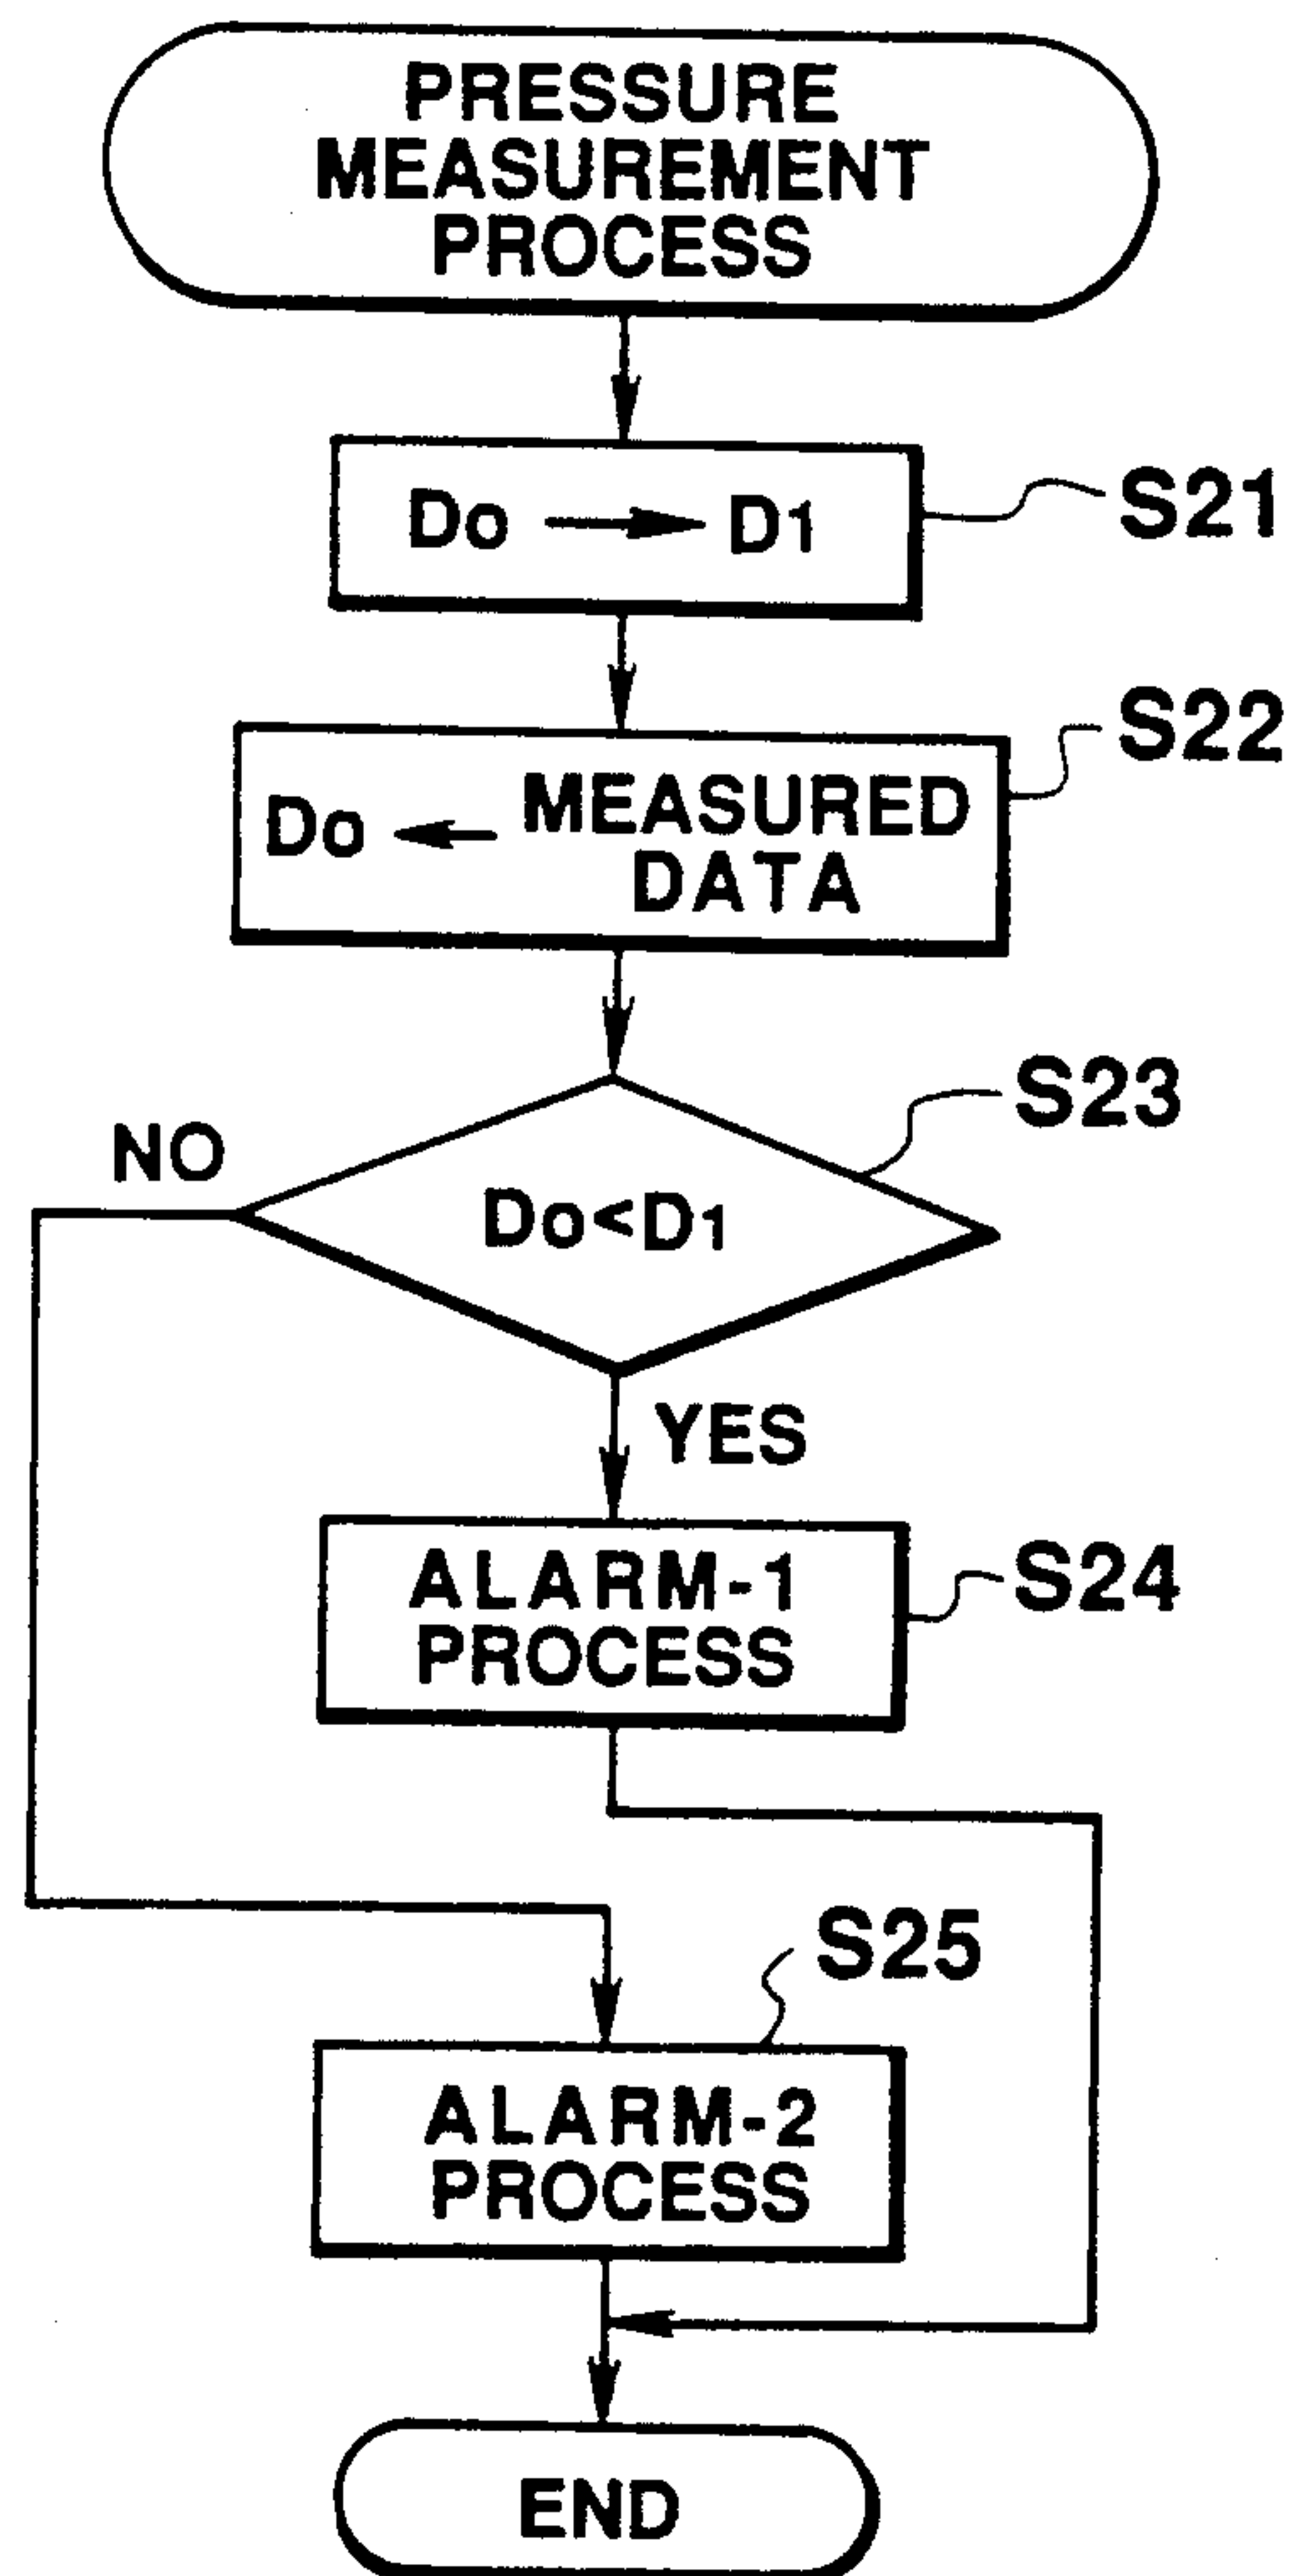 PRESSURE
MEASUREMENT
PROCESS
Do → D1
S21
S22
Do ← MEASURED
DATA
S23
NO
Do<D1
YES
ALARM-1
PROCESS
S24
S25
ALARM-2
PROCESS
END